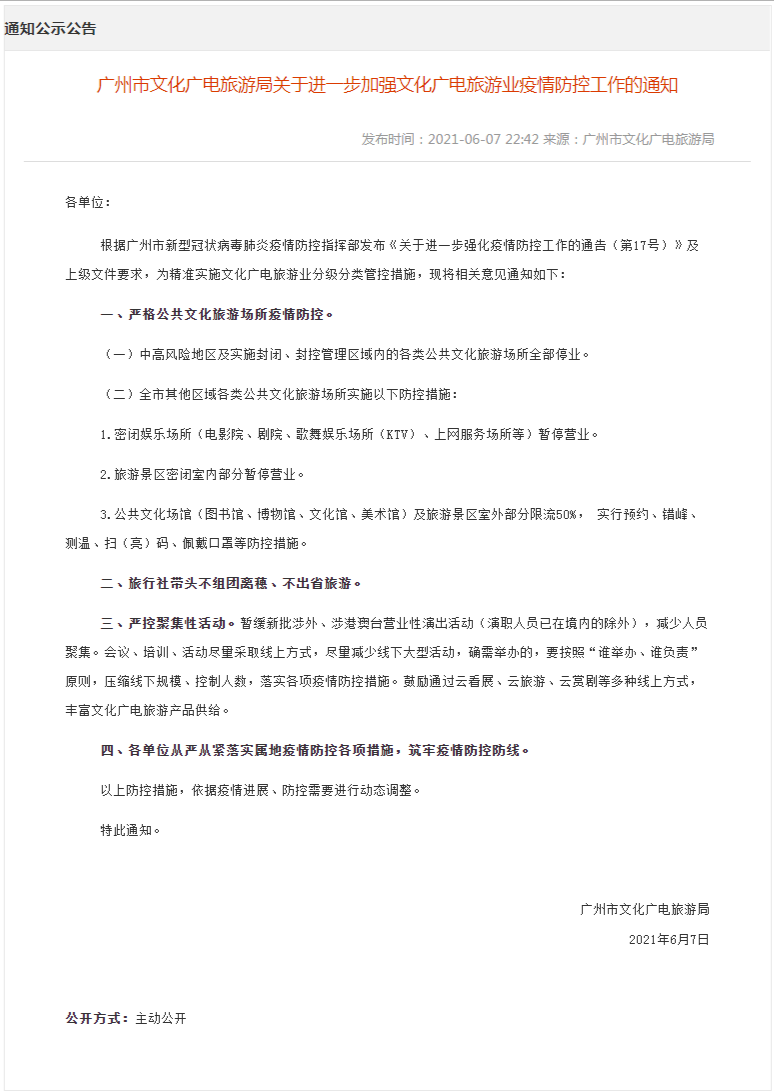 通知公示公告
广州市文化广电旅游局关于进一步加强文化广电旅游业疫情防控工作的通知
发布时间：2021-06-07 22:42 来源：广州市文化广电旅游局
各单位：
根据广州市新型冠状病毒肺炎疫情防控指挥部发布《关于进一步强化疫情防控工作的通告（第17号）》及
上级文件要求，为精准实施文化广电旅游业分级分类管控措施，现将相关意见通知如下：
一、严格公共文化旅游场所疫情防控。
（一）中高风险地区及实施封闭、封控管理区域内的各类公共文化旅游场所全部停业。
（二）全市其他区域各类公共文化旅游场所实施以下防控措施：
1.密闭娱乐场所（电影院、剧院、歌舞娱乐场所（KTV）、上网服务场所等）暂停营业。
2.旅游景区密闭室内部分暂停营业。
3.公共文化场馆（图书馆、博物馆、文化馆、美术馆）及旅游景区室外部分限流50%， 实行预约、错峰、
测温、扫（亮）码、佩戴口罩等防控措施。
二、旅行社带头不组团离穗、不出省旅游。
三、严控聚集性活动。暂缓新批涉外、涉港澳台营业性演出活动（演职人员已在境内的除外），减少人员
聚集。会议、培训、活动尽量采取线上方式，尽量减少线下大型活动，确需举办的，要按照“谁举办、谁负责”
原则，压缩线下规模、控制人数，落实各项疫情防控措施。鼓励通过云看展、云旅游、云赏剧等多种线上方式，
丰富文化广电旅游产品供给。
四、各单位从严从紧落实属地疫情防控各项措施，筑牢疫情防控防线。
以上防控措施，依据疫情进展、防控需要进行动态调整。
特此通知。
广州市文化广电旅游局
2021年6月7日
公开方式：主动公开